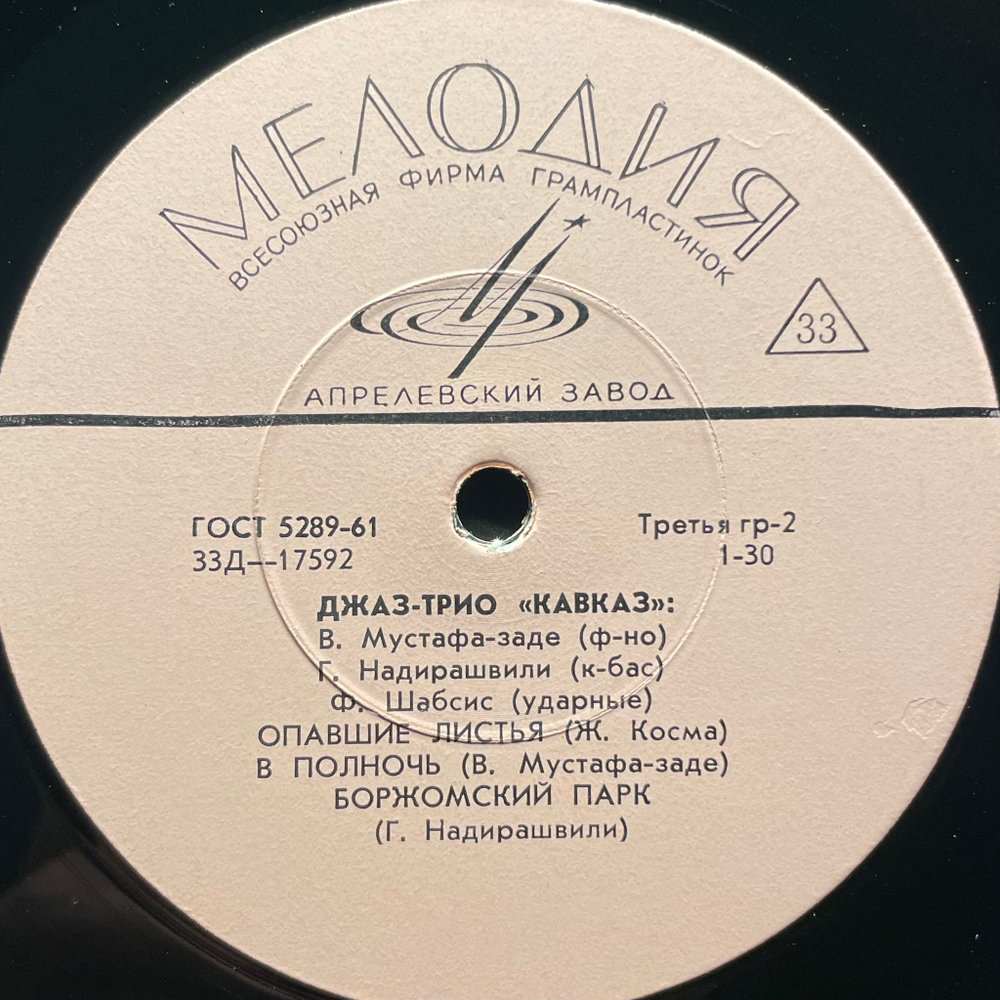 МЕЛОДИЯ
ВСЕСОЮЗНАЯ ФИРМА ГРАМПЛАСТИНОК
33
АПРЕЛЕВСКИЙ ЗАВОД
ГОСТ 5289-61
Третья гр-2
33Д—17592
1-30
ДЖАЗ-ТРИО «КАВКАЗ»:
В. Мустафа-заде (ф-но)
Г. Надирашвили (к-бас)
Ф. Шабсис (ударные)
ОПАВШИЕ ЛИСТЬЯ (Ж. Косма)
В ПОЛНОЧЬ (В. Мустафа-заде)
БОРЖОМСКИЙ ПАРК
(Г. Надирашвили)